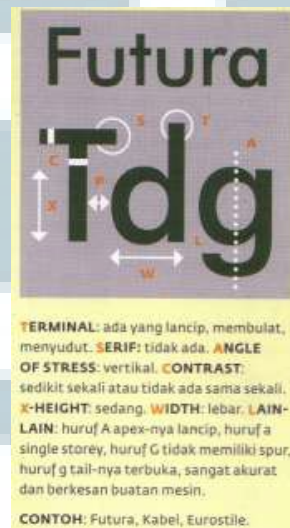 Futura
S
T
A
C
P
X
Tdg
L
W
TERMINAL: ada yang lancip, membulat,
menyudut. SERIF: tidak ada. ANGLE
OF STRESS: vertikal. CONTRAST:
sedikit sekali atau tidak ada sama sekali.
X-HEIGHT: sedang. WIDTH: lebar. LAIN-
LAIN: huruf A apex-nya lancip, huruf a
single storey, huruf G tidak memiliki spur,
huruf g tail-nya terbuka, sangat akurat
dan berkesan buatan mesin.
CONTOH: Futura, Kabel, Eurostile.